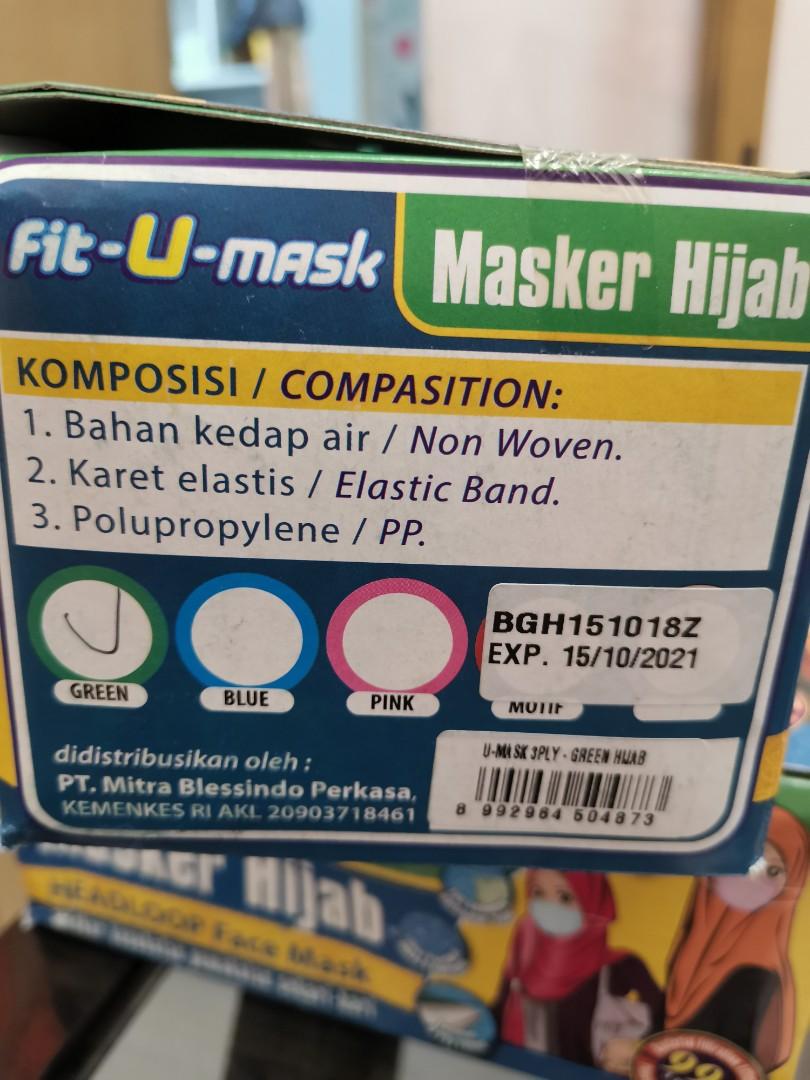 Fit-U-mask
Masker Hijab
KOMPOSISI / COMPASITION:
1. Bahan kedap air / Non Woven.
2. Karet elastis / Elastic Band.
3. Polupropylene / PP.
BGH151018Z
EXP. 15/10/2021
GREEN
BLUE
PINK
MOTIF
didistribusikan oleh :
PT. Mitra Blessindo Perkasa,
KEMENKES RI AKL 20903718461
U-MASK 3PLY - GREEN HIJAB
8 992964 504873
Masker Hijab
HEADLOOP Face Mask
99